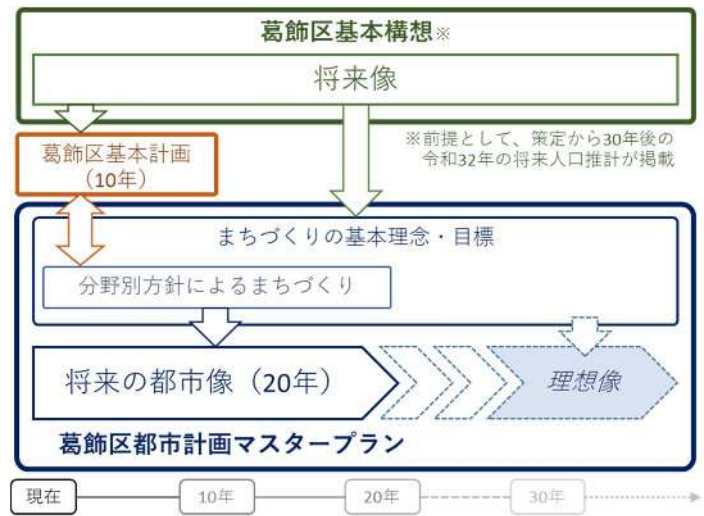 葛飾区基本構想※
将来像
葛飾区基本計画
(10年)
※前提として、策定から30年後の
令和32年の将来人口推計が掲載
まちづくりの基本理念・目標
分野別方針によるまちづくり
将来の都市像（20年）
理想像
葛飾区都市計画マスタープラン
現在
10年
20年
30年